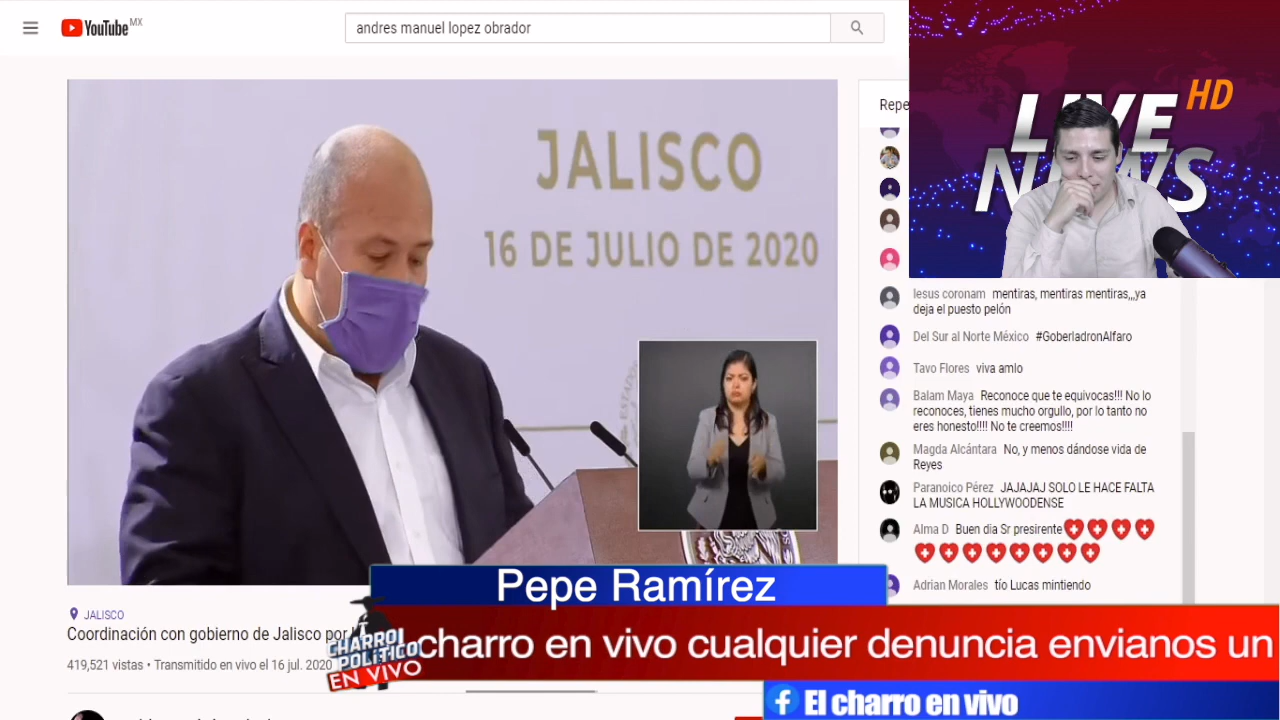 YouTube MX
andres manuel lopez obrador
LIVE HD
NEWS
JALISCO
16 DE JULIO DE 2020
Repe
Iesus coronam mentiras, mentiras mentiras,,,ya
deja el puesto pelón
Del Sur al Norte México #GoberladronAlfaro
Tavo Flores viva amlo
Balam Maya Reconoce que te equivocas!!! No lo
reconoces, tienes mucho orgullo, por lo tanto no
eres honesto!!!! No te creemos!!!!
Magda Alcántara No, y menos dándose vida de
Reyes
Paranoico Pérez JAJAJAJ SOLO LE HACE FALTA
LA MUSICA HOLLYWOODENSE
Alma D Buen dia Sr presirente
Adrian Morales tío Lucas mintiendo
Pepe Ramírez
JALISCO
Coordinación con gobierno de Jalisco por
419,521 vistas • Transmitido en vivo el 16 jul. 2020
CHARRO
POLÍTICO
EN VIVO
charro en vivo cualquier denuncia envianos un
El charro en vivo